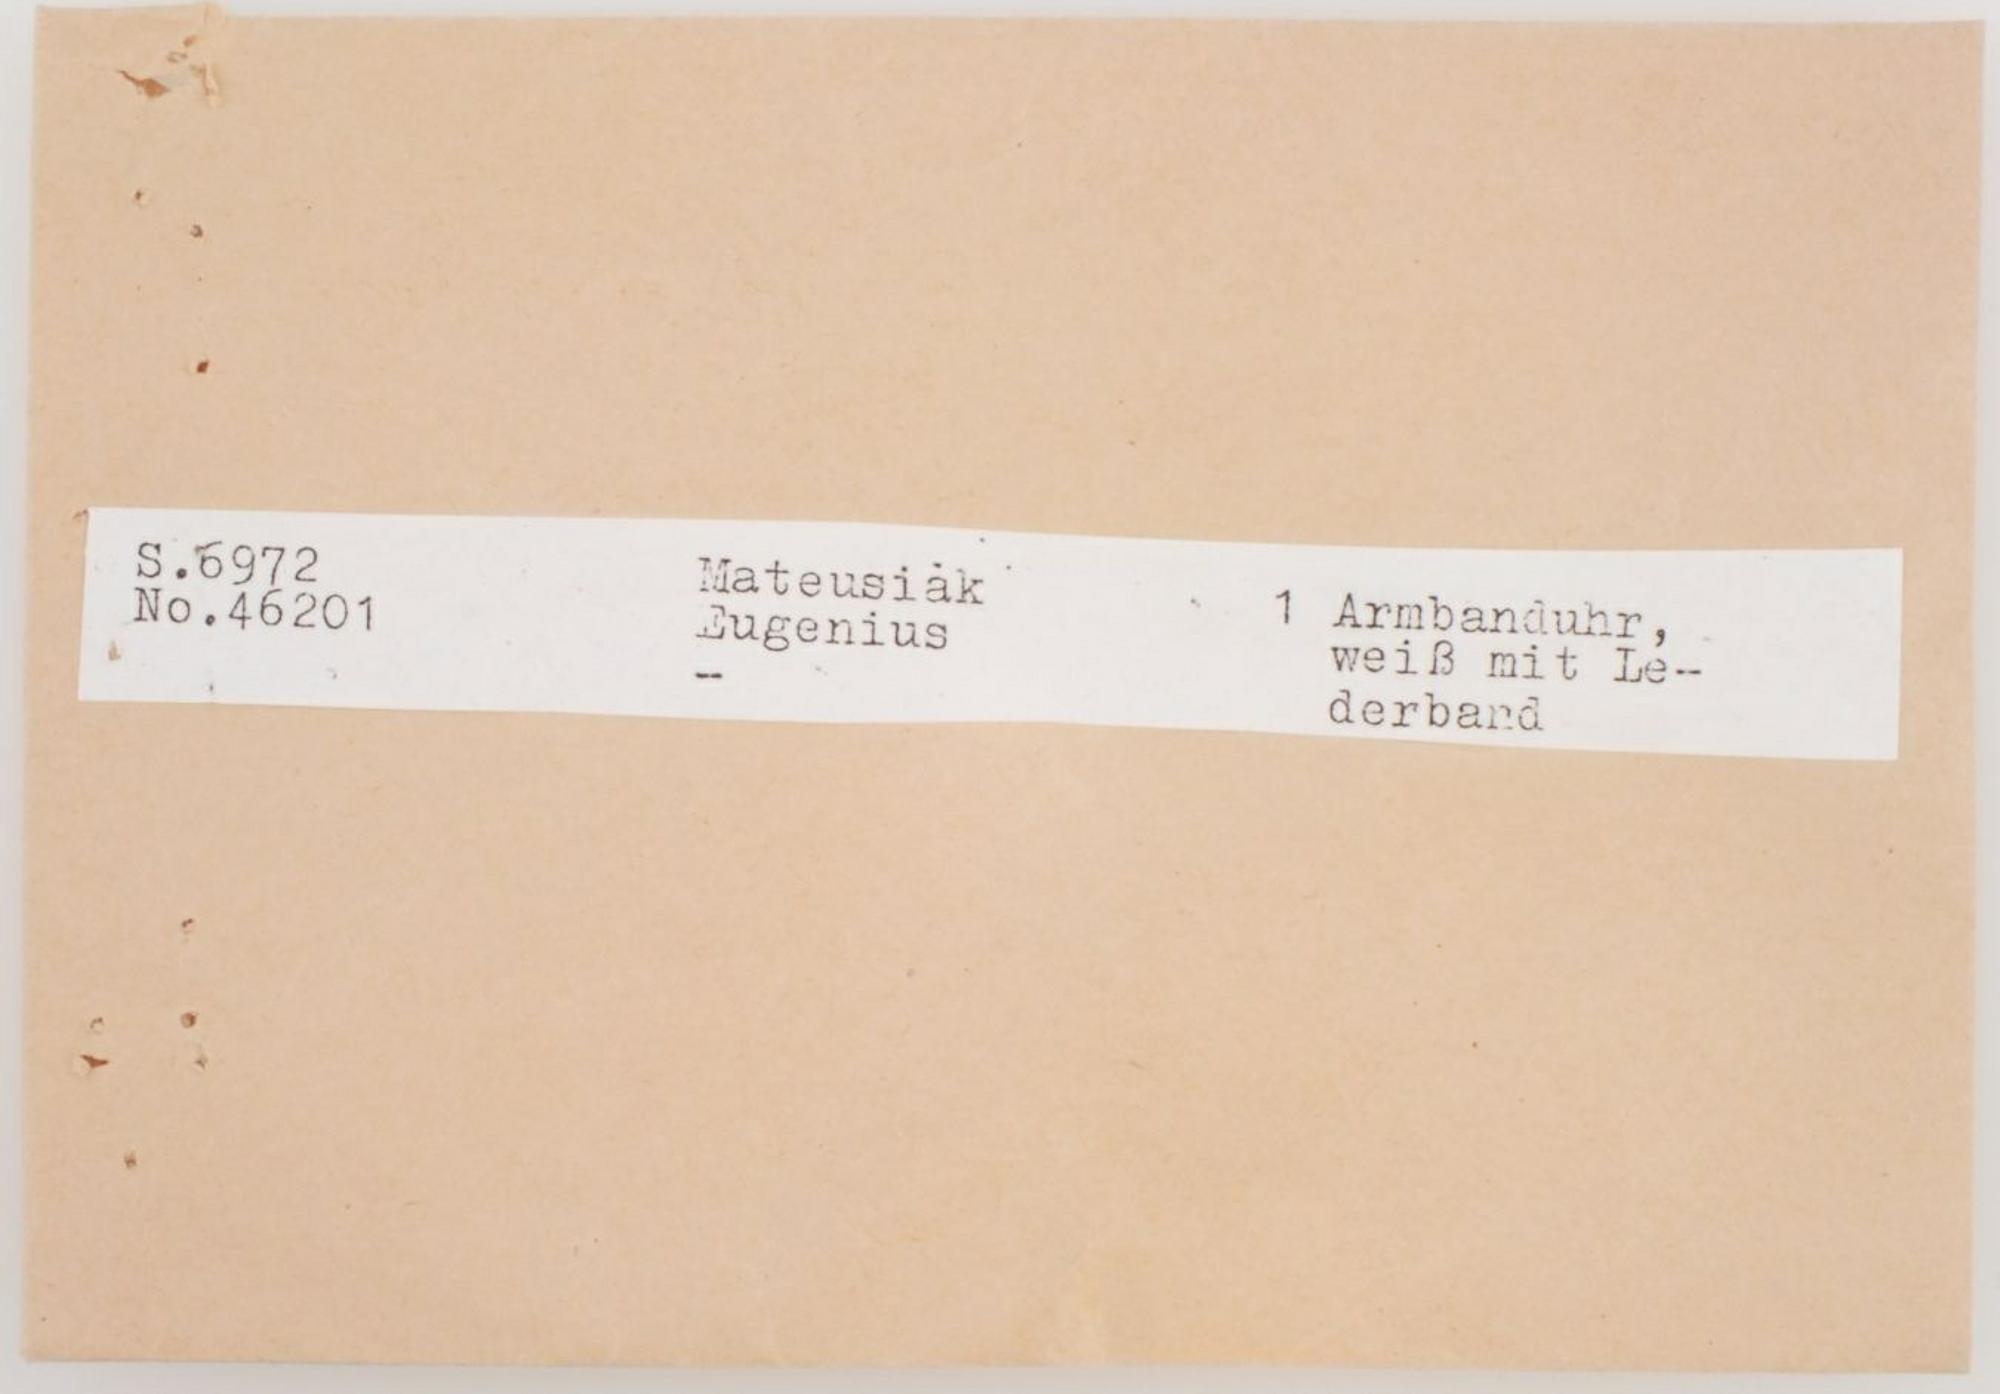 S.6972
No.46201
Mateusiak
Eugenius
-
1 Armbanduhr,
weiß mit Le-
derband